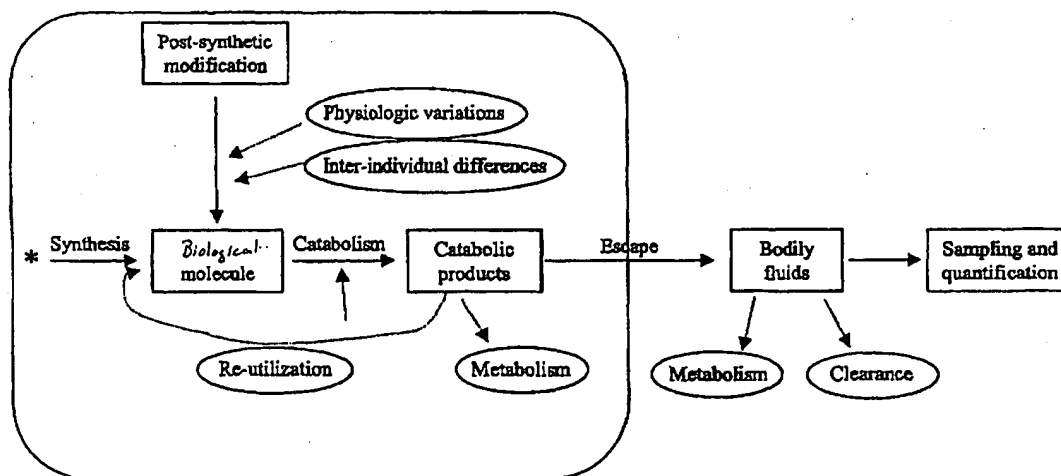 Post-synthetic
modification
Physiologic variations
Inter-individual differences
* Synthesis
Biological
molecule
Catabolism
Catabolic
products
Escape
Bodily
fluids
Sampling and
quantification
Re-utilization
Metabolism
Metabolism
Clearance